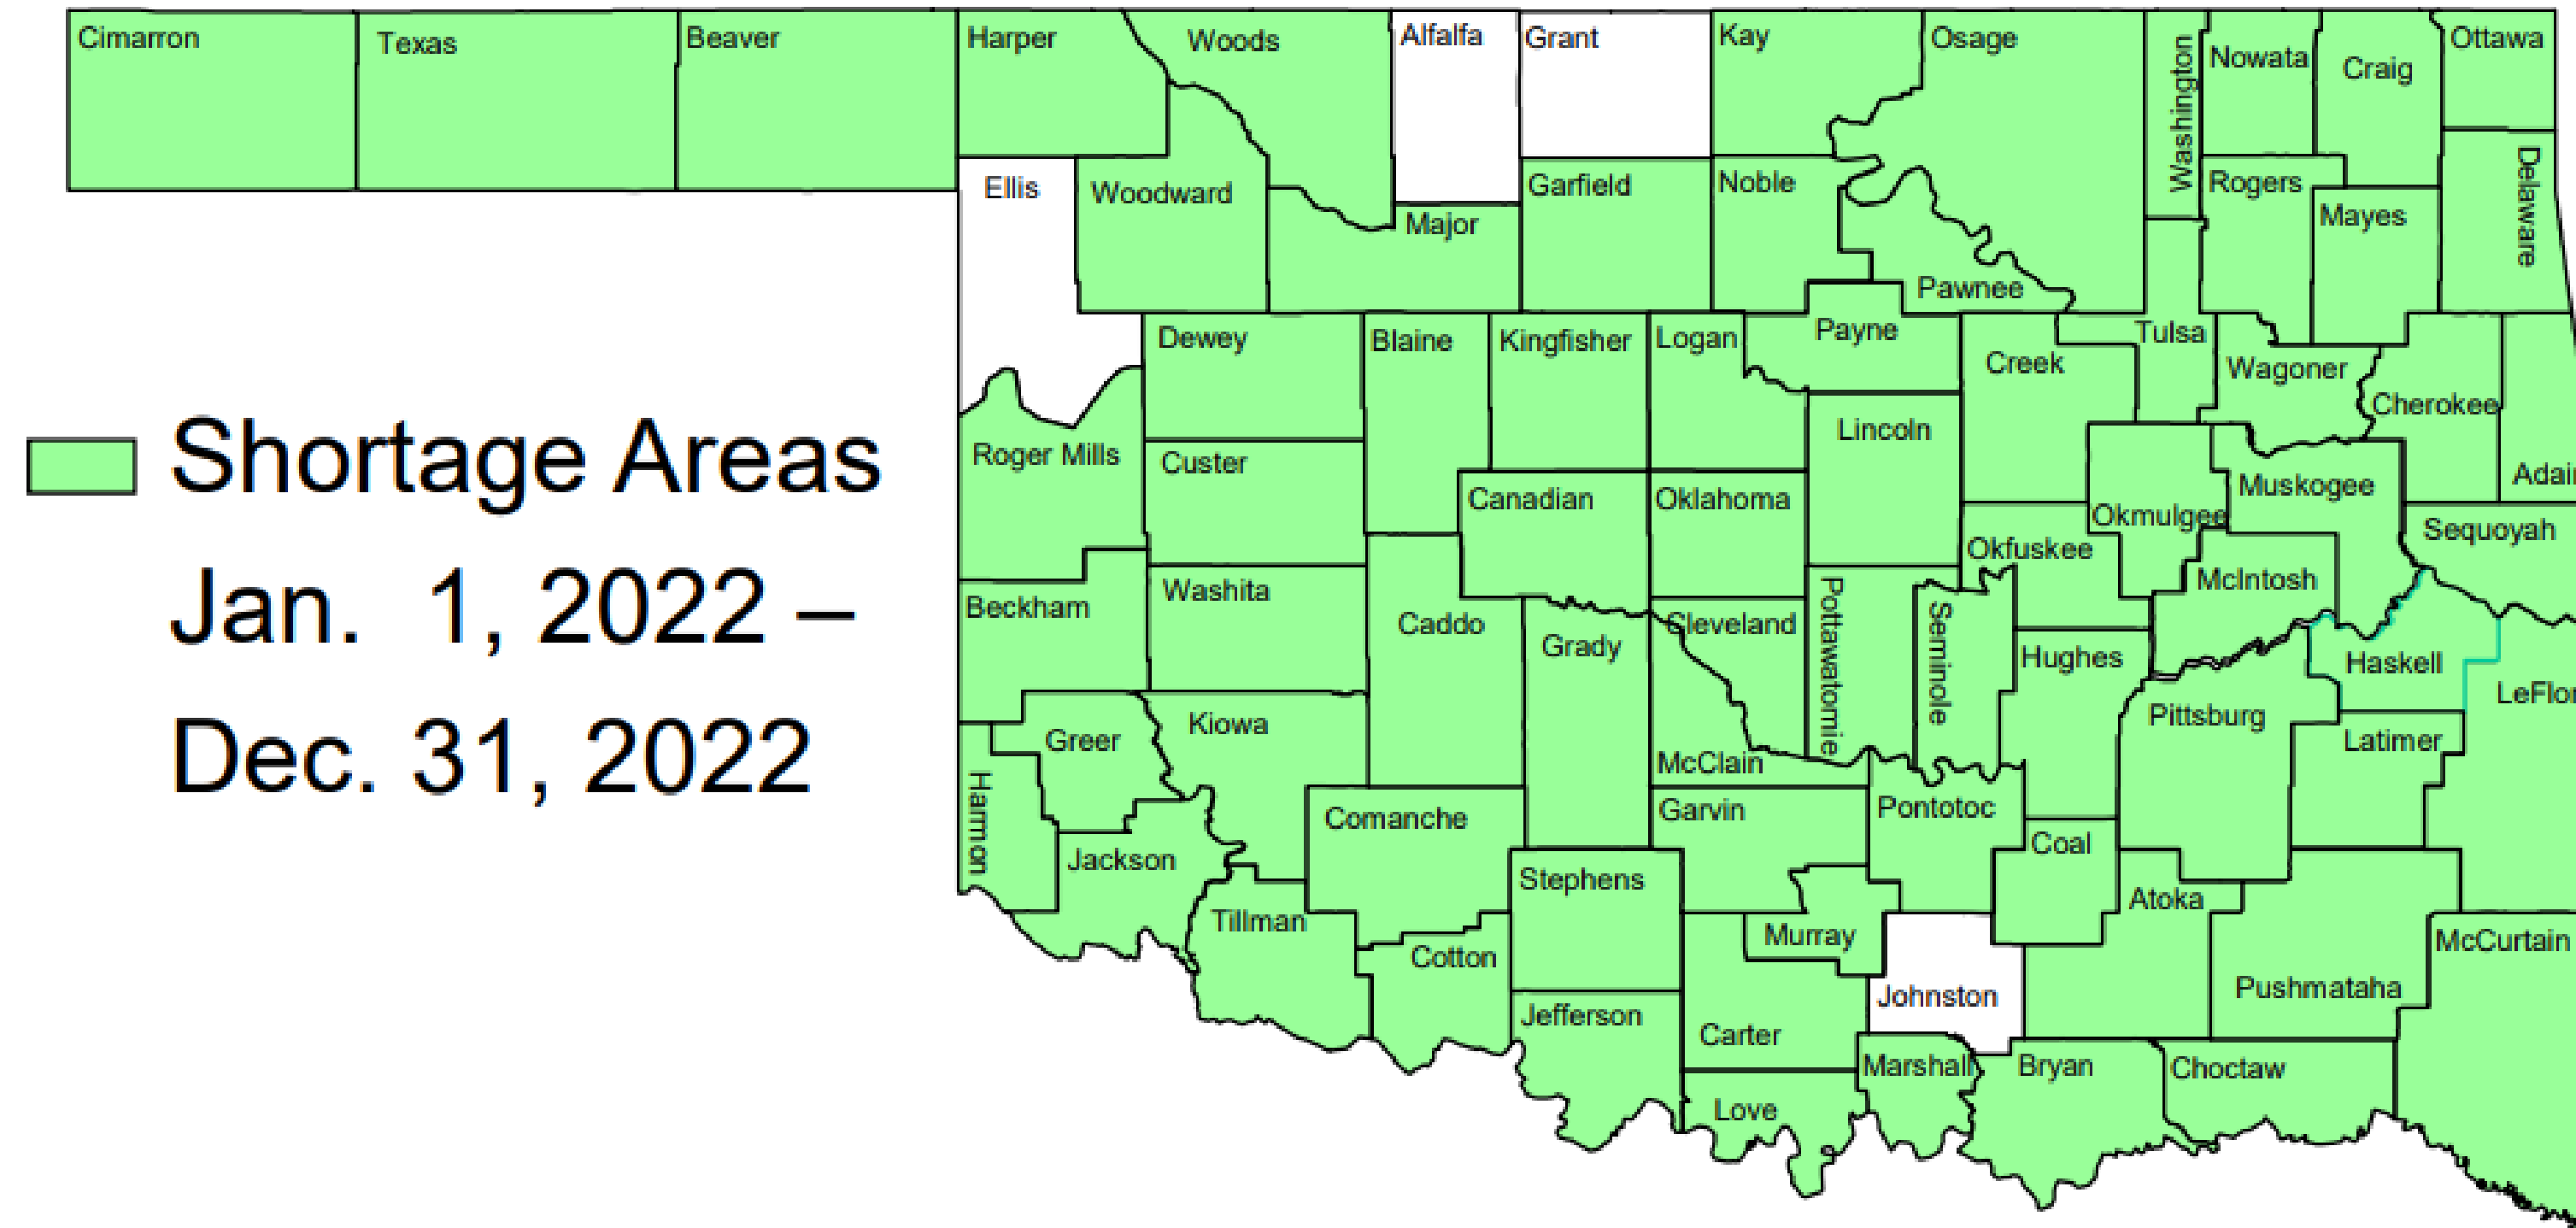 Cimarron
Texas
Beaver
Harper
Woods
Alfalfa
Grant
Kay
Osage
Washington
Nowata
Craig
Ottawa
Ellis
Woodward
Major
Garfield
Noble
Pawnee
Rogers
Mayes
Delaware
Dewey
Blaine
Kingfisher
Logan
Payne
Creek
Tulsa
Wagoner
Cherokee
Adair
Shortage Areas
Jan. 1, 2022 –
Dec. 31, 2022
Roger Mills
Custer
Canadian
Oklahoma
Lincoln
Okmulgee
Muskogee
Sequoyah
Okfuskee
McIntosh
Beckham
Washita
Caddo
Grady
Cleveland
Pottawatomie
Seminole
Hughes
Haskell
LeFlor
Pittsburg
Latimer
Greer
Kiowa
McClain
Harmon
Jackson
Comanche
Garvin
Pontotoc
Coal
Stephens
Atoka
Tillman
Cotton
Murray
McCurtain
Johnston
Pushmataha
Jefferson
Carter
Marshall
Bryan
Choctaw
Love